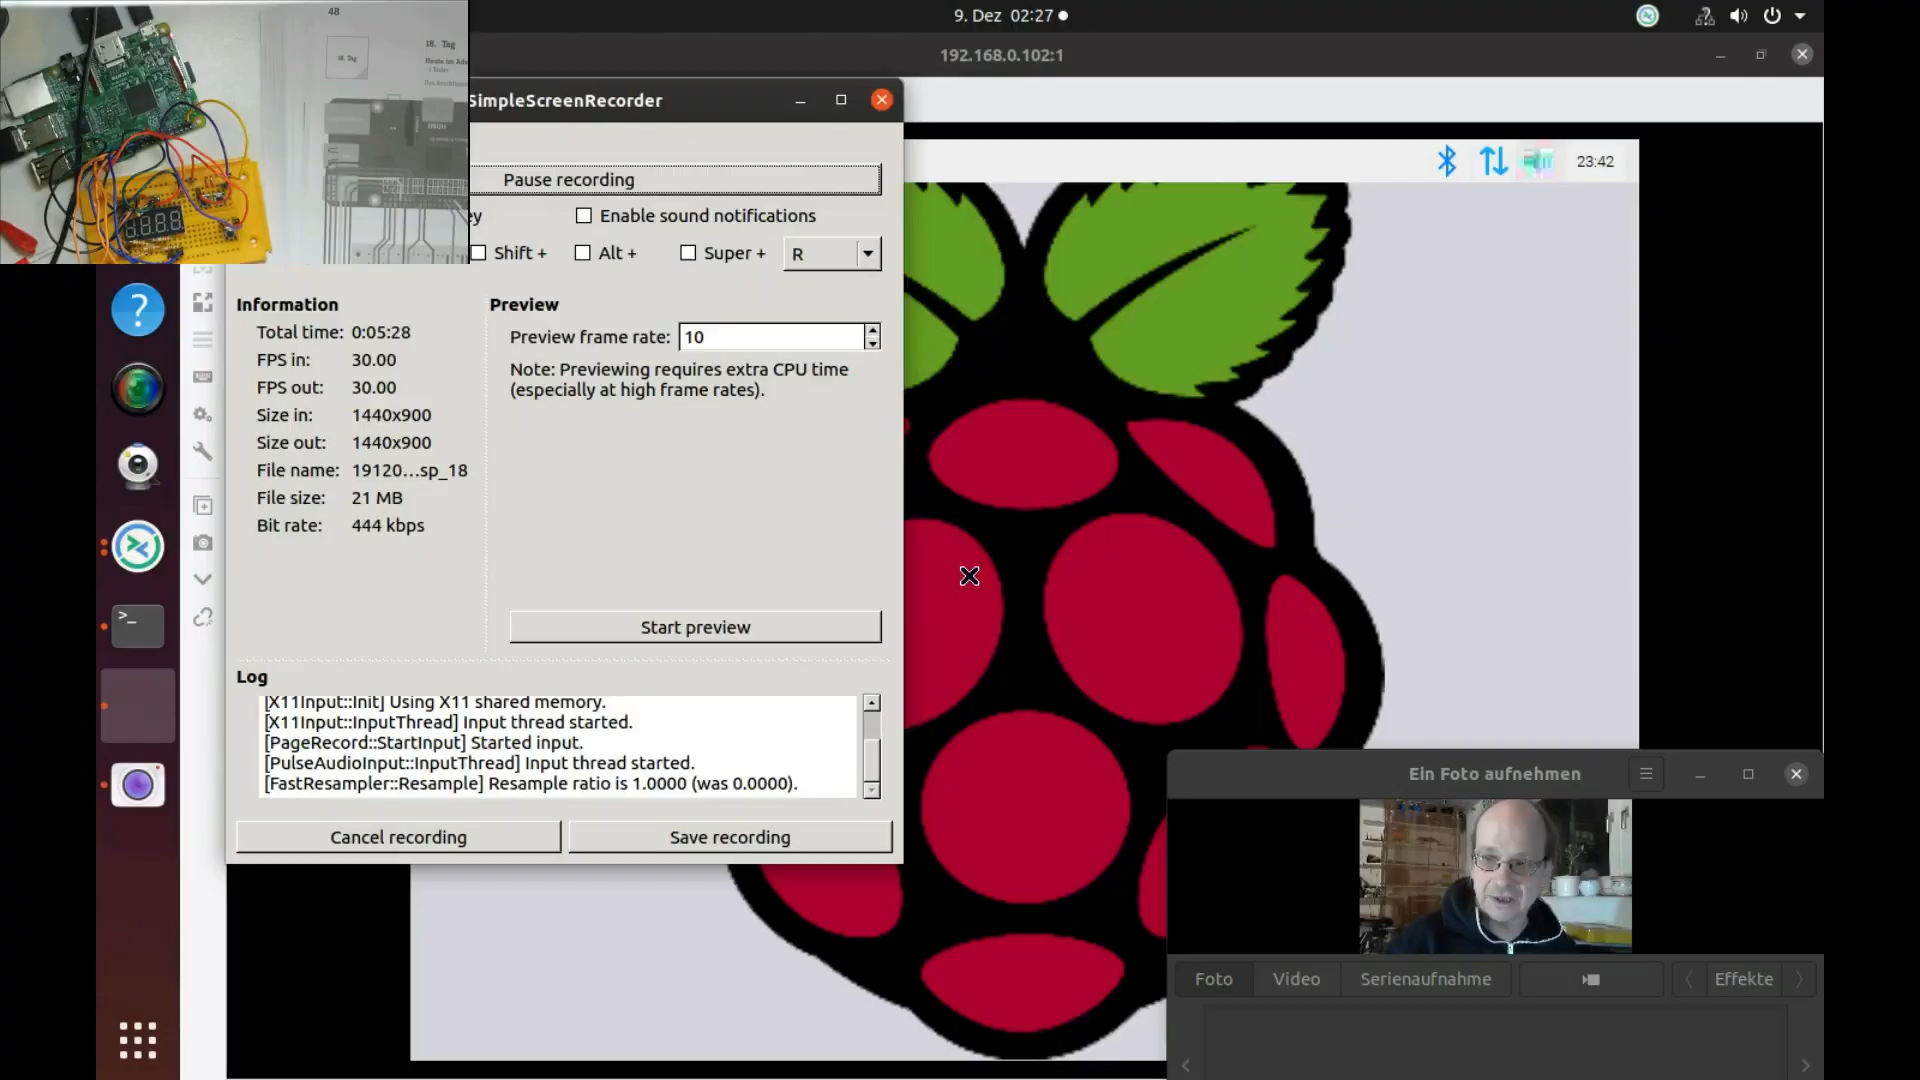 48
18. Tag
18. Tag
Heute im Adv
9. Dez 02:27
192.168.0.102:1
SimpleScreenRecorder
Pause recording
ey
Enable sound notifications
Shift +
Alt +
Super +
R
23:42
Information
Total time: 0:05:28
FPS in: 30.00
FPS out: 30.00
Size in: 1440x900
Size out: 1440x900
File name: 19120...sp_18
File size: 21 MB
Bit rate: 444 kbps
Preview
Preview frame rate: 10
Note: Previewing requires extra CPU time
(especially at high frame rates).
Start preview
Log
[X11Input::Init] Using X11 shared memory.
[X11Input::InputThread] Input thread started.
[PageRecord::StartInput] Started input.
[PulseAudioInput::InputThread] Input thread started.
[FastResampler::Resample] Resample ratio is 1.0000 (was 0.0000).
Cancel recording
Save recording
Ein Foto aufnehmen
Foto
Video
Serienaufnahme
Effekte